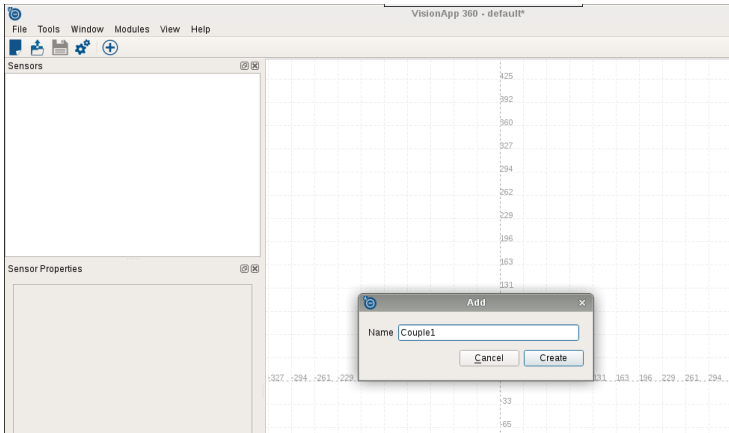 VisionApp 360 - default*
File Tools Window Modules View Help
Sensors
425
392
360
327
294
262
229
196
163
131
Sensor Properties
Add
Name Couple1
Cancel Create
-327 -294 -261 -229 131 163 196 229 261 294
-33
-65